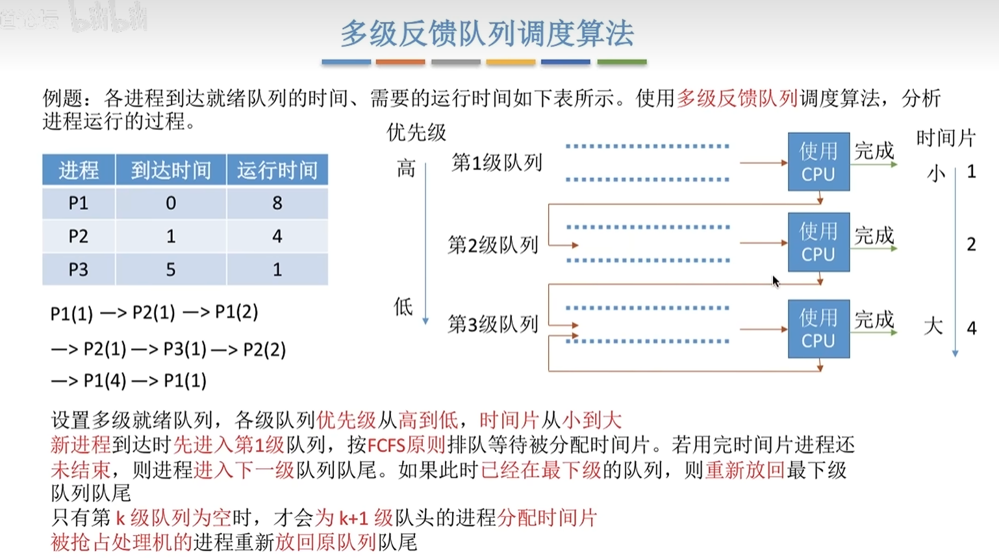 bilibili
多级反馈队列调度算法
例题：各进程到达就绪队列的时间、需要的运行时间如下表所示。使用多级反馈队列调度算法，分析
进程运行的过程。
进程 到达时间 运行时间
P1 0 8
P2 1 4
P3 5 1
P1(1) —> P2(1) —> P1(2)
—> P2(1) —> P3(1) —> P2(2)
—> P1(4) —> P1(1)
优先级
高
低
第1级队列
使用
CPU
完成
第2级队列
使用
CPU
完成
第3级队列
使用
CPU
完成
时间片
小 1
2
大 4
设置多级就绪队列，各级队列优先级从高到低，时间片从小到大
新进程到达时先进入第1级队列，按FCFS原则排队等待被分配时间片。若用完时间片进程还
未结束，则进程进入下一级队列队尾。如果此时已经在最下级的队列，则重新放回最下级
队列队尾
只有第 k 级队列为空时，才会为 k+1 级队头的进程分配时间片
被抢占处理机的进程重新放回原队列队尾